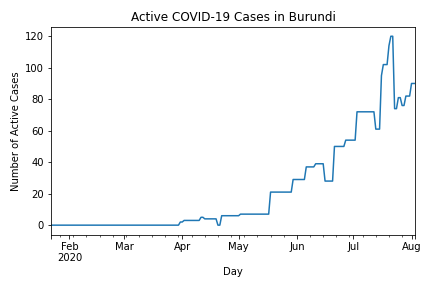 Active COVID-19 Cases in Burundi
Number of Active Cases
120
100
80
60
40
20
0
Feb Mar Apr May Jun Jul Aug
2020
Day